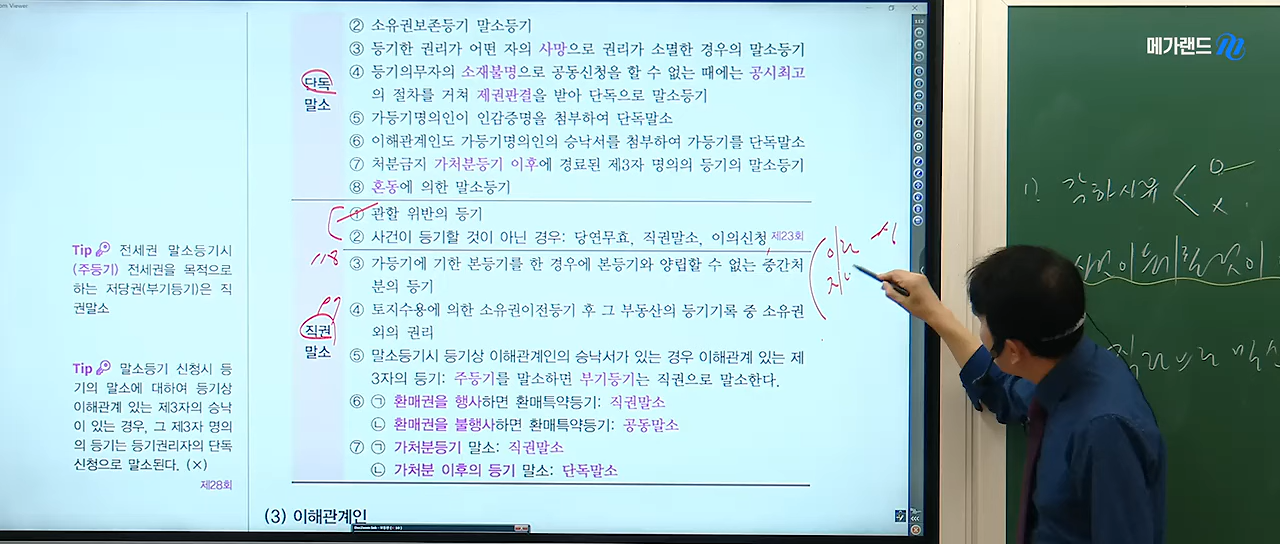 ② 소유권보존등기 말소등기
③ 등기한 권리가 어떤 자의 사망으로 권리가 소멸한 경우의 말소등기
④ 등기의무자의 소재불명으로 공동신청을 할 수 없는 때에는 공시최고
의 절차를 거쳐 제권판결을 받아 단독으로 말소등기
⑤ 가등기명의인이 인감증명을 첨부하여 단독말소
⑥ 이해관계인도 가등기명의인의 승낙서를 첨부하여 가등기를 단독말소
⑦ 처분금지 가처분등기 이후에 경료된 제3자 명의의 등기의 말소등기
⑧ 혼동에 의한 말소등기
단독
말소
① 관할 위반의 등기
② 사건이 등기할 것이 아닌 경우: 당연무효, 직권말소, 이의신청 제23회
③ 가등기에 기한 본등기를 한 경우에 본등기와 양립할 수 없는 중간처
분의 등기
④ 토지수용에 의한 소유권이전등기 후 그 부동산의 등기기록 중 소유권
외의 권리
⑤ 말소등기시 등기상 이해관계인의 승낙서가 있는 경우 이해관계 있는 제
3자의 등기: 주등기를 말소하면 부기등기는 직권으로 말소한다.
⑥ ㉠ 환매권을 행사하면 환매특약등기: 직권말소
㉡ 환매권을 불행사하면 환매특약등기: 공동말소
⑦ ㉠ 가처분등기 말소: 직권말소
㉡ 가처분 이후의 등기 말소: 단독말소
직권
말소
Tip 전세권 말소등기시
(주등기) 전세권을 목적으로
하는 저당권(부기등기)은 직
권말소
Tip 말소등기 신청시 등
기의 말소에 대하여 등기상
이해관계 있는 제3자의 승낙
이 있는 경우, 그 제3자 명의
의 등기는 등기권리자의 단독
신청으로 말소된다. (×)
제28회
(3) 이해관계인
메가랜드
1) 각하사유
○
×